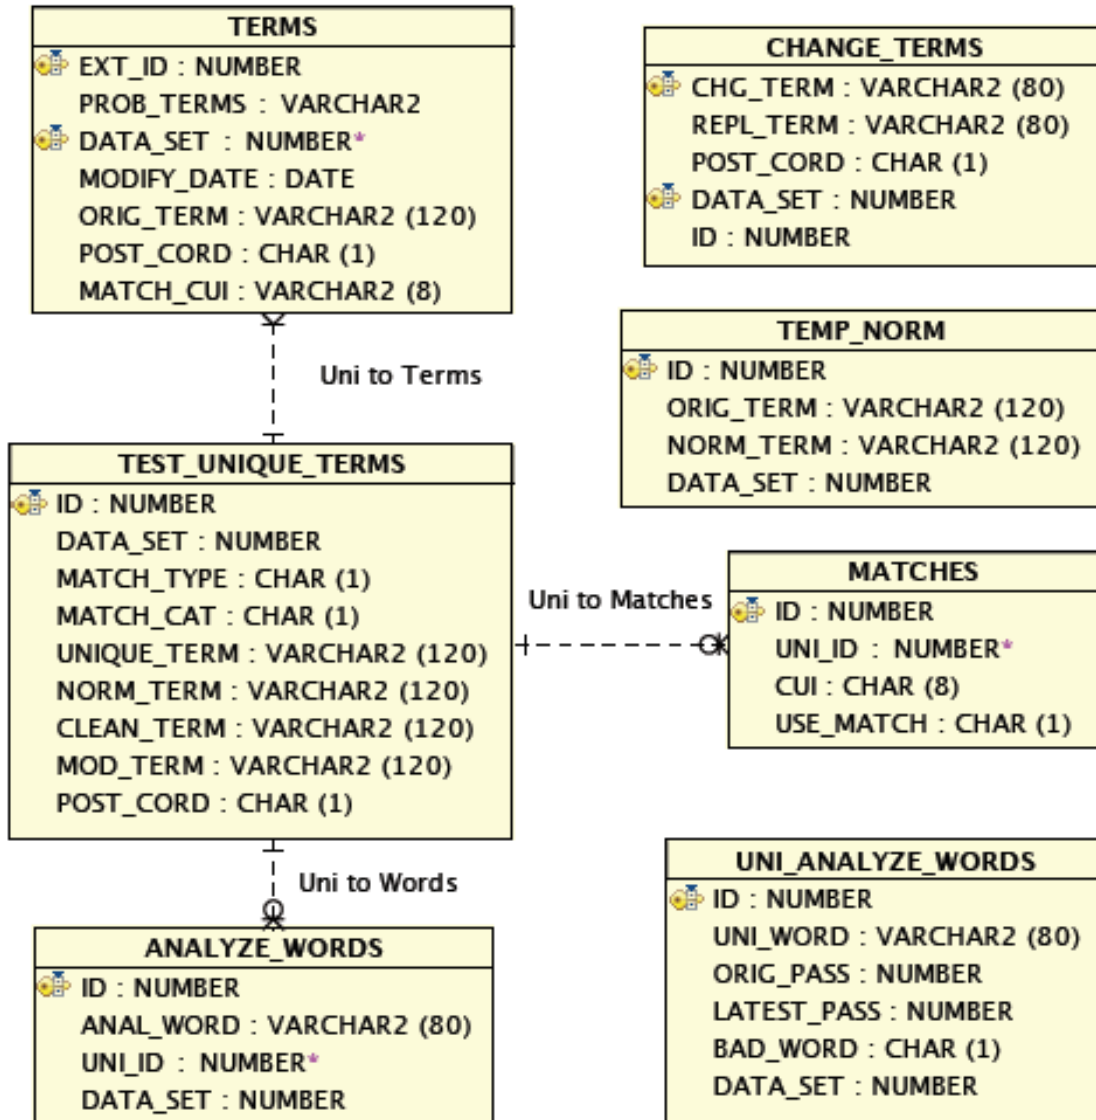 TERMS
EXT_ID : NUMBER
PROB_TERMS : VARCHAR2
DATA_SET : NUMBER*
MODIFY_DATE : DATE
ORIG_TERM : VARCHAR2 (120)
POST_CORD : CHAR (1)
MATCH_CUI : VARCHAR2 (8)
Uni to Terms
TEST_UNIQUE_TERMS
ID : NUMBER
DATA_SET : NUMBER
MATCH_TYPE : CHAR (1)
MATCH_CAT : CHAR (1)
UNIQUE_TERM : VARCHAR2 (120)
NORM_TERM : VARCHAR2 (120)
CLEAN_TERM : VARCHAR2 (120)
MOD_TERM : VARCHAR2 (120)
POST_CORD : CHAR (1)
Uni to Words
ANALYZE_WORDS
ID : NUMBER
ANAL_WORD : VARCHAR2 (80)
UNI_ID : NUMBER*
DATA_SET : NUMBER
CHANGE_TERMS
CHG_TERM : VARCHAR2 (80)
REPL_TERM : VARCHAR2 (80)
POST_CORD : CHAR (1)
DATA_SET : NUMBER
ID : NUMBER
TEMP_NORM
ID : NUMBER
ORIG_TERM : VARCHAR2 (120)
NORM_TERM : VARCHAR2 (120)
DATA_SET : NUMBER
Uni to Matches
MATCHES
ID : NUMBER
UNI_ID : NUMBER*
CUI : CHAR (8)
USE_MATCH : CHAR (1)
UNI_ANALYZE_WORDS
ID : NUMBER
UNI_WORD : VARCHAR2 (80)
ORIG_PASS : NUMBER
LATEST_PASS : NUMBER
BAD_WORD : CHAR (1)
DATA_SET : NUMBER